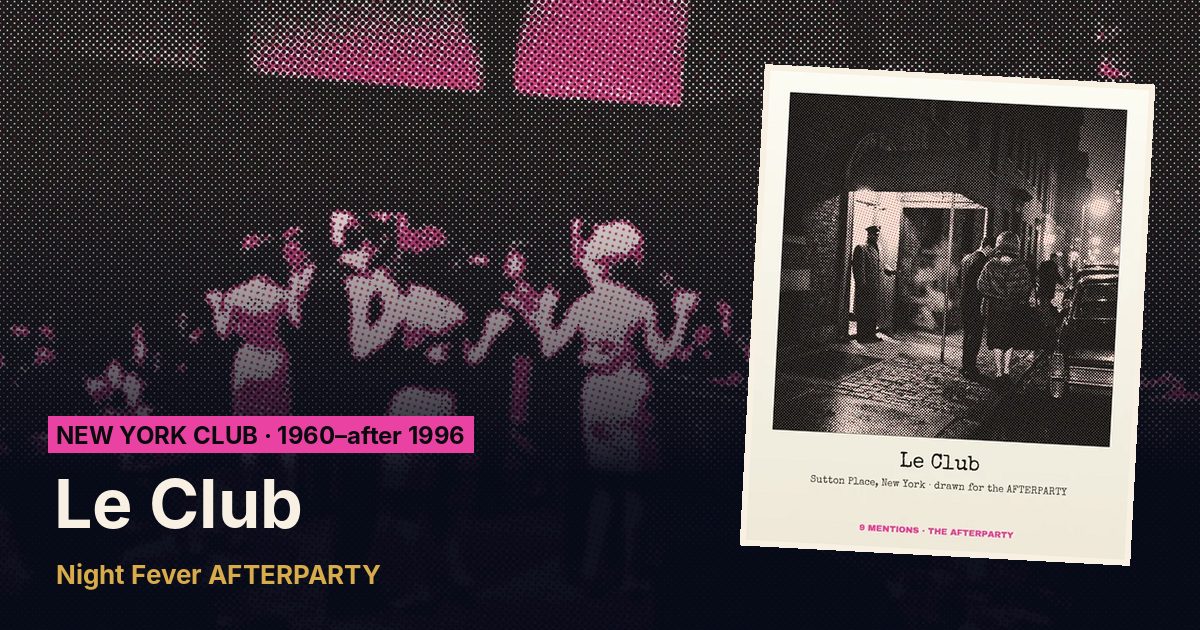 NEW YORK CLUB · 1960–after 1996
Le Club
Night Fever AFTERPARTY
Le Club
Sutton Place, New York · drawn for the AFTERPARTY
9 MENTIONS · THE AFTERPARTY